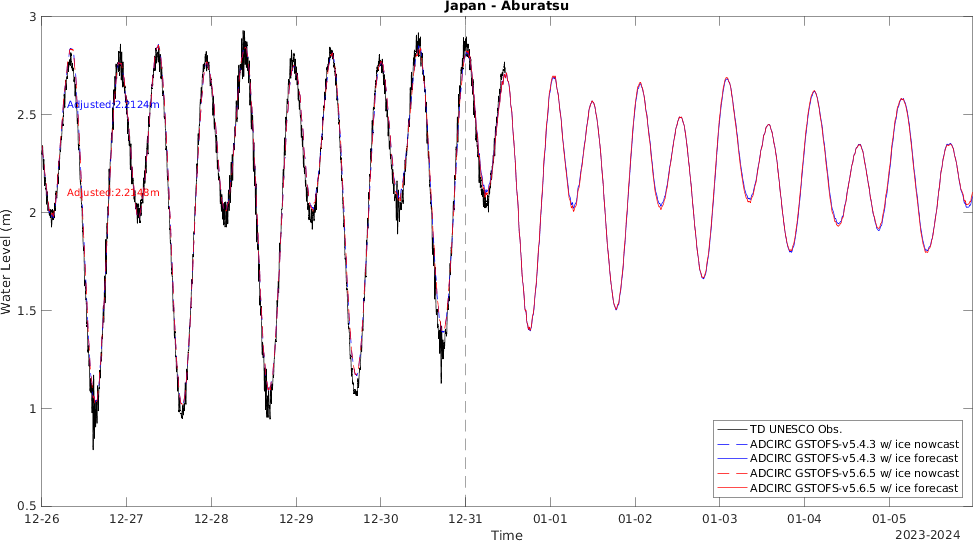 Japan - Aburatsu
3
2.5
2
1.5
1
0.5
Water Level (m)
Adjusted:2.2124m
Adjusted:2.2148m
TD UNESCO Obs.
ADCIRC GSTOFS-v5.4.3 w/ ice nowcast
ADCIRC GSTOFS-v5.4.3 w/ ice forecast
ADCIRC GSTOFS-v5.6.5 w/ ice nowcast
ADCIRC GSTOFS-v5.6.5 w/ ice forecast
12-26 12-27 12-28 12-29 12-30 12-31 01-01 01-02 01-03 01-04 01-05
Time
2023-2024